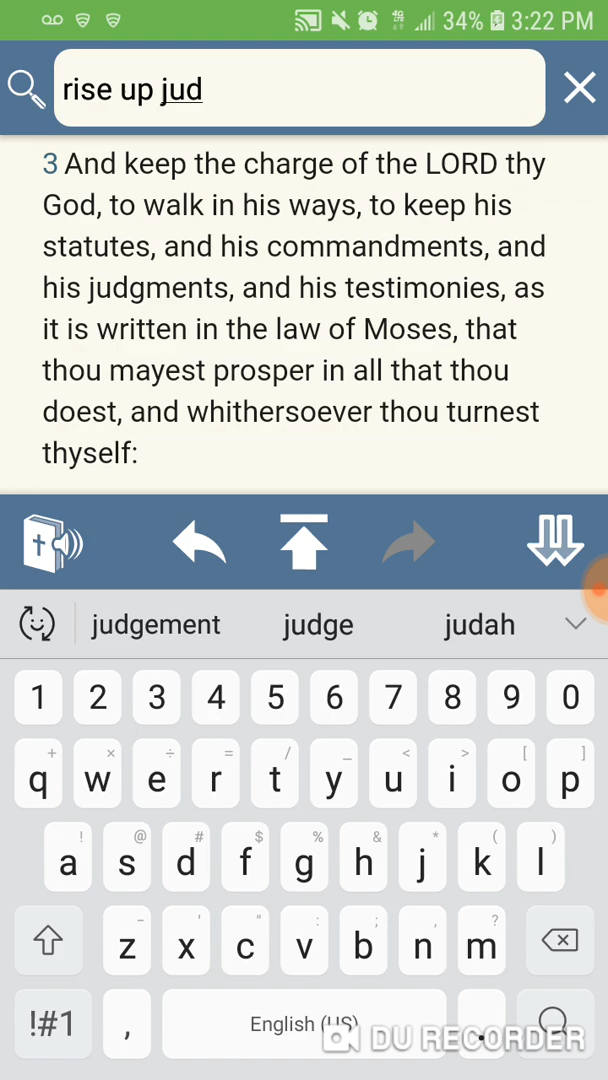 34% 3:22 PM
rise up jud
3 And keep the charge of the LORD thy
God, to walk in his ways, to keep his
statutes, and his commandments, and
his judgments, and his testimonies, as
it is written in the law of Moses, that
thou mayest prosper in all that thou
doest, and whithersoever thou turnest
thyself:
judgement judge judah
1 2 3 4 5 6 7 8 9 0
+ × ÷ = / _ < > [ ]
q w e r t y u i o p
! @ # $ % & * ( )
a s d f g h j k l
- ' " : ; , ?
z x c v b n m
!#1 , English (US) .
DU RECORDER